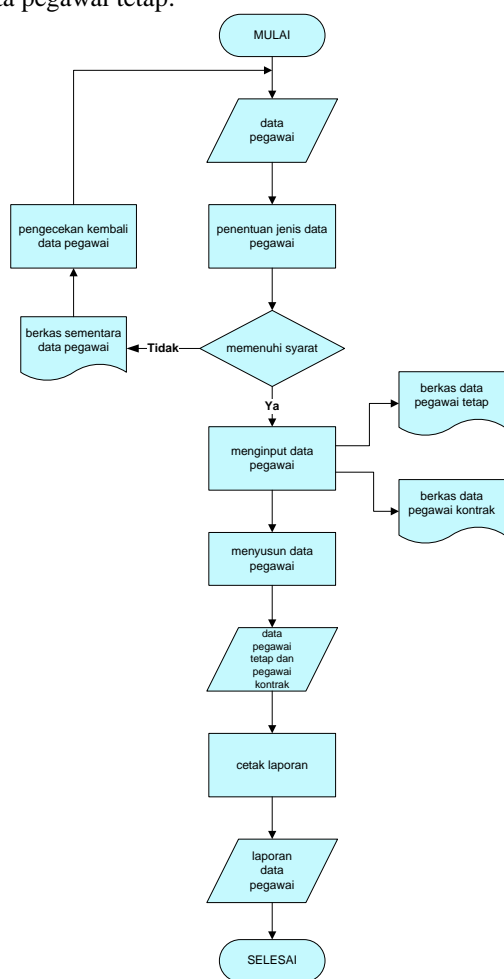 ta pegawai tetap.
MULAI
data
pegawai
pengecekan kembali
data pegawai
penentuan jenis data
pegawai
berkas sementara
data pegawai
Tidak
memenuhi syarat
Ya
berkas data
pegawai tetap
menginput data
pegawai
berkas data
pegawai kontrak
menyusun data
pegawai
data
pegawai
tetap dan
pegawai
kontrak
cetak laporan
laporan
data
pegawai
SELESAI